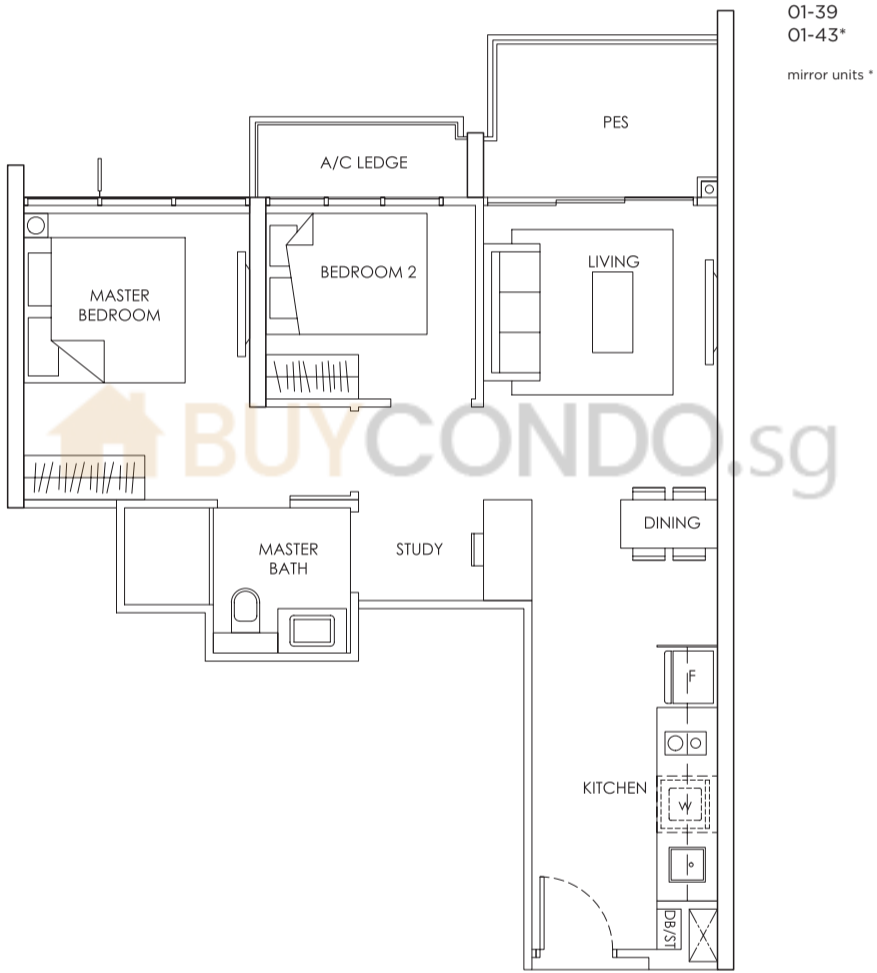 01-39
01-43*
mirror units *
PES
A/C LEDGE
LIVING
BEDROOM 2
MASTER
BEDROOM
BUYCONDO.sg
DINING
MASTER
BATH
STUDY
F
KITCHEN
W
DB/ST